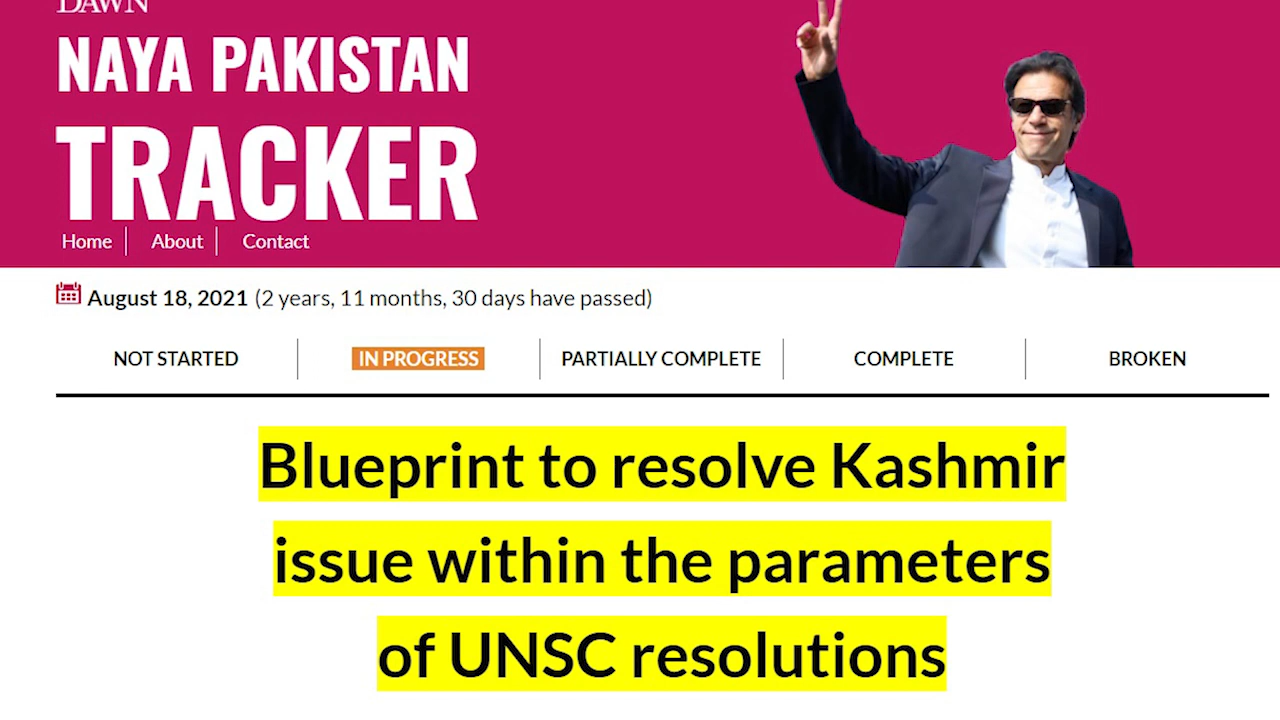 DAWN
NAYA PAKISTAN
TRACKER
Home About Contact
August 18, 2021 (2 years, 11 months, 30 days have passed)
NOT STARTED IN PROGRESS PARTIALLY COMPLETE COMPLETE BROKEN
Blueprint to resolve Kashmir
issue within the parameters
of UNSC resolutions